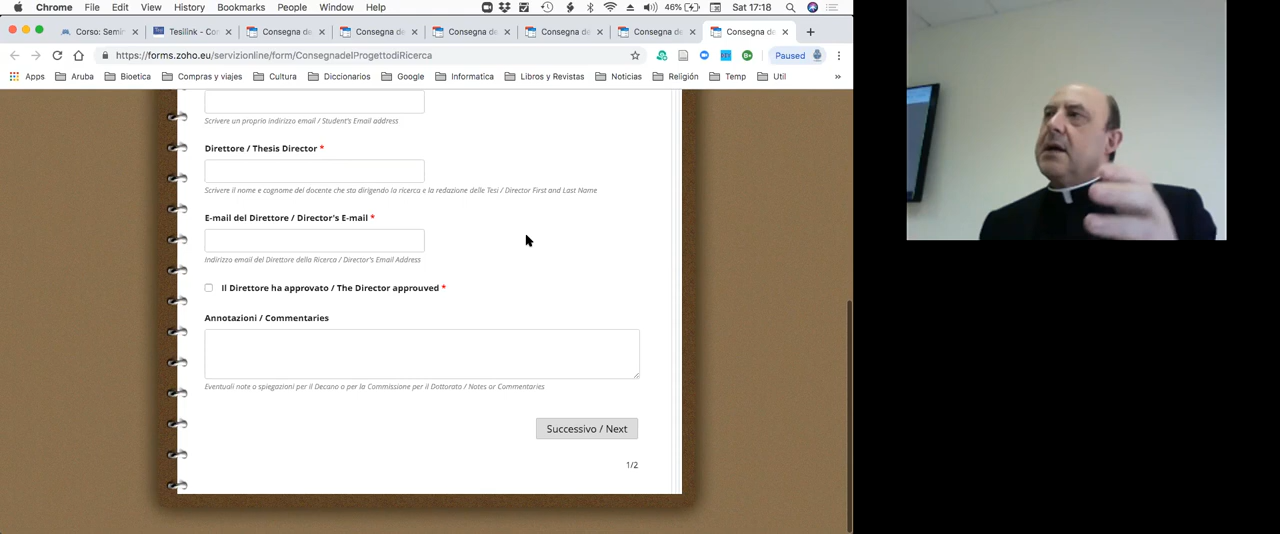 Chrome File Edit View History Bookmarks People Window Help 46% Sat 17:18
Corso: Semi Tesilink - Co Consegna de Consegna de Consegna de Consegna de Consegna de Consegna de
https://forms.zoho.eu/servizionline/form/ConsegnadelProgettodiRicerca Paused
Apps Aruba Bioetica Compras y viajes Cultura Diccionarios Google Informatica Libros y Revistas Noticias Religión Temp Util »
Scrivere un proprio indirizzo email / Student's Email address
Direttore / Thesis Director *
Scrivere il nome e cognome del docente che sta dirigendo la ricerca e la redazione delle Tesi / Director First and Last Name
E-mail del Direttore / Director's E-mail *
Indirizzo email del Direttore della Ricerca / Director's Email Address
Il Direttore ha approvato / The Director approuved *
Annotazioni / Commentaries
Eventuali note o spiegazioni per il Decano o per la Commissione per il Dottorato / Notes or Commentaries
Successivo / Next
1/2